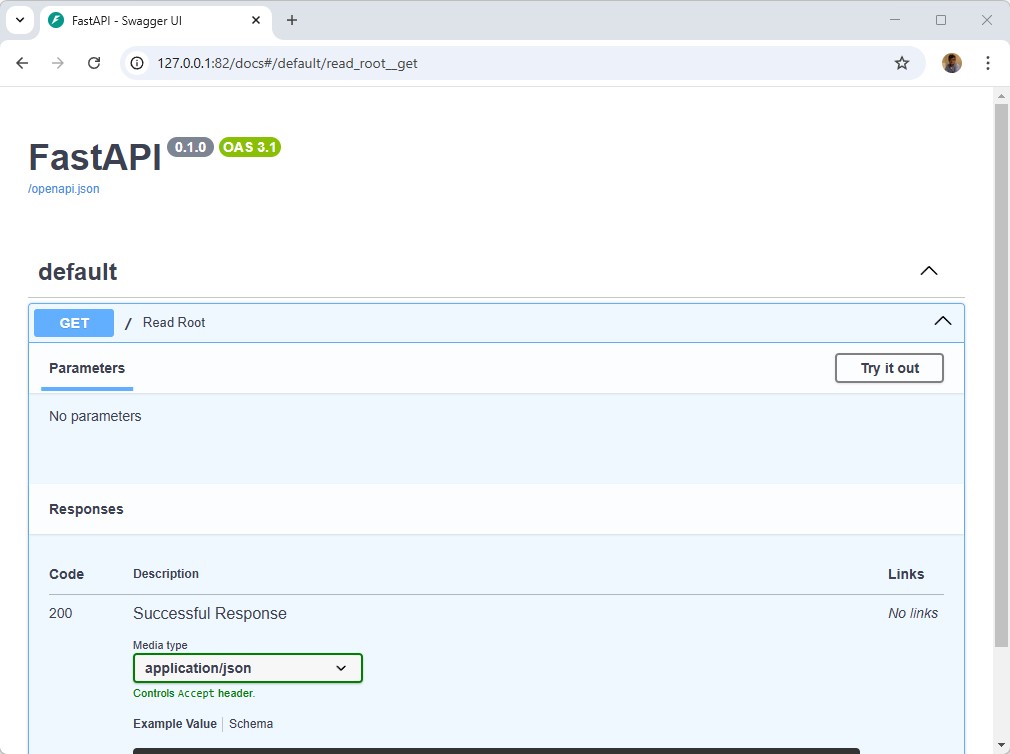 FastAPI - Swagger UI
127.0.0.1:82/docs#/default/read_root__get
FastAPI 0.1.0 OAS 3.1
/openapi.json
default
GET / Read Root
Parameters
Try it out
No parameters
Responses
Code Description Links
200 Successful Response No links
Media type
application/json
Controls Accept header.
Example Value Schema